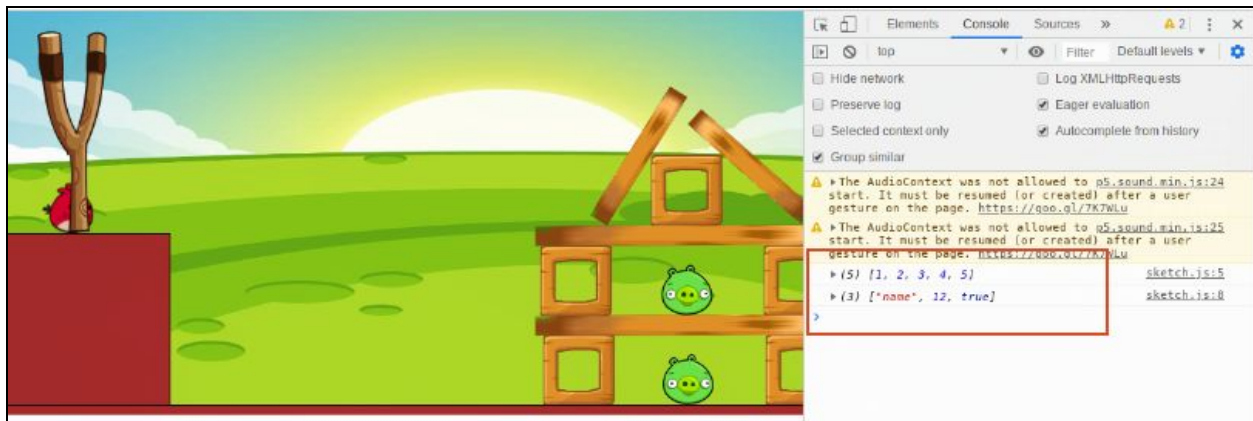 Elements Console Sources » 2
top Filter Default levels ▼
Hide network Log XMLHttpRequests
Preserve log Eager evaluation
Selected context only Autocomplete from history
Group similar
The AudioContext was not allowed to p5.sound.min.js:24
start. It must be resumed (or created) after a user
gesture on the page. https://goo.gl/7K7WLu
The AudioContext was not allowed to p5.sound.min.js:25
start. It must be resumed (or created) after a user
gesture on the page. https://goo.gl/7K7WLu
(5) [1, 2, 3, 4, 5] sketch.js:5
(3) ["name", 12, true] sketch.js:8
>